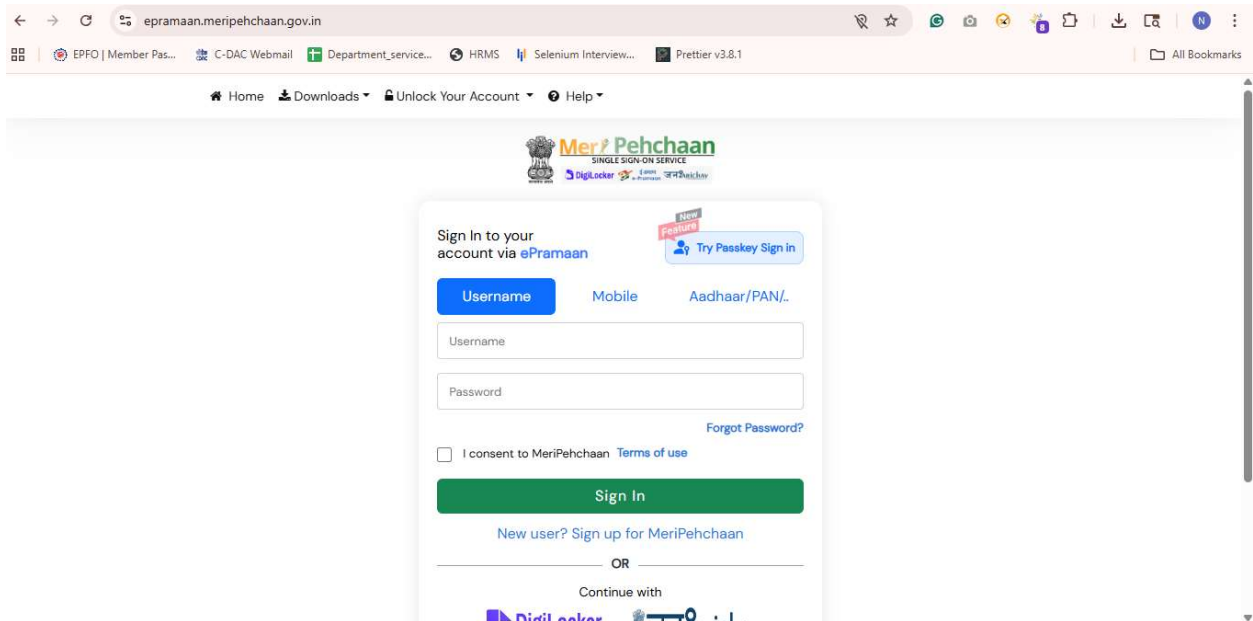 epramaan.meripehchaan.gov.in
N
8
EPFO | Member Pas...
C-DAC Webmail
Department_service...
HRMS
Selenium Interview...
Prettier v3.8.1
All Bookmarks
Home Downloads Unlock Your Account Help
Meri Pehchaan
SINGLE SIGN-ON SERVICE
DigiLocker e-Pramaan
Sign In to your
account via ePramaan
New
Feature
Try Passkey Sign in
Username Mobile Aadhaar/PAN/..
Username
Password
Forgot Password?
I consent to MeriPehchaan Terms of use
Sign In
New user? Sign up for MeriPehchaan
OR
Continue with
DigiLocker